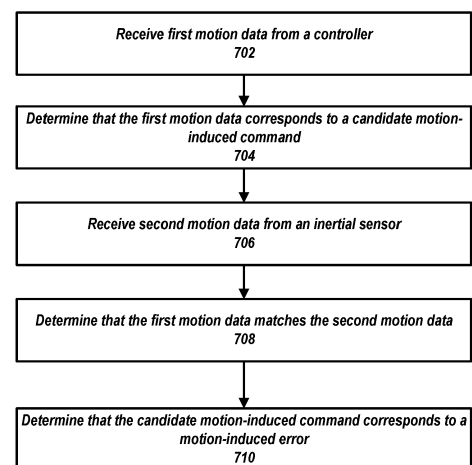 Receive first motion data from a controller
702
Determine that the first motion data corresponds to a candidate motion-
induced command
704
Receive second motion data from an inertial sensor
706
Determine that the first motion data matches the second motion data
708
Determine that the candidate motion-induced command corresponds to a
motion-induced error
710